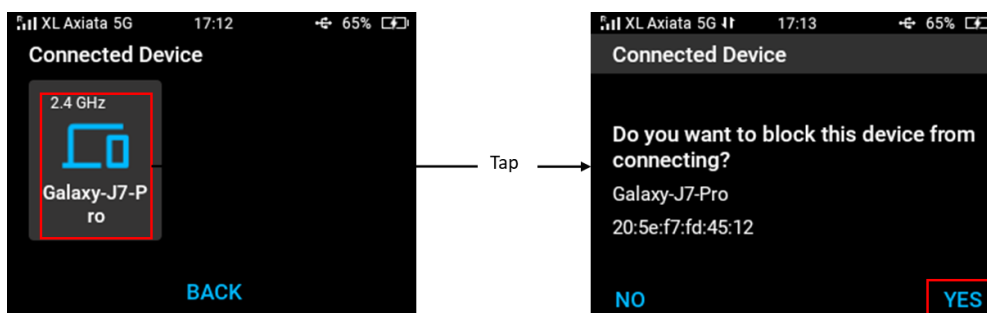 R XL Axiata 5G 17:12 65%
Connected Device
2.4 GHz
Galaxy-J7-P
ro
BACK
Tap
R XL Axiata 5G 17:13 65%
Connected Device
Do you want to block this device from
connecting?
Galaxy-J7-Pro
20:5e:f7:fd:45:12
NO YES